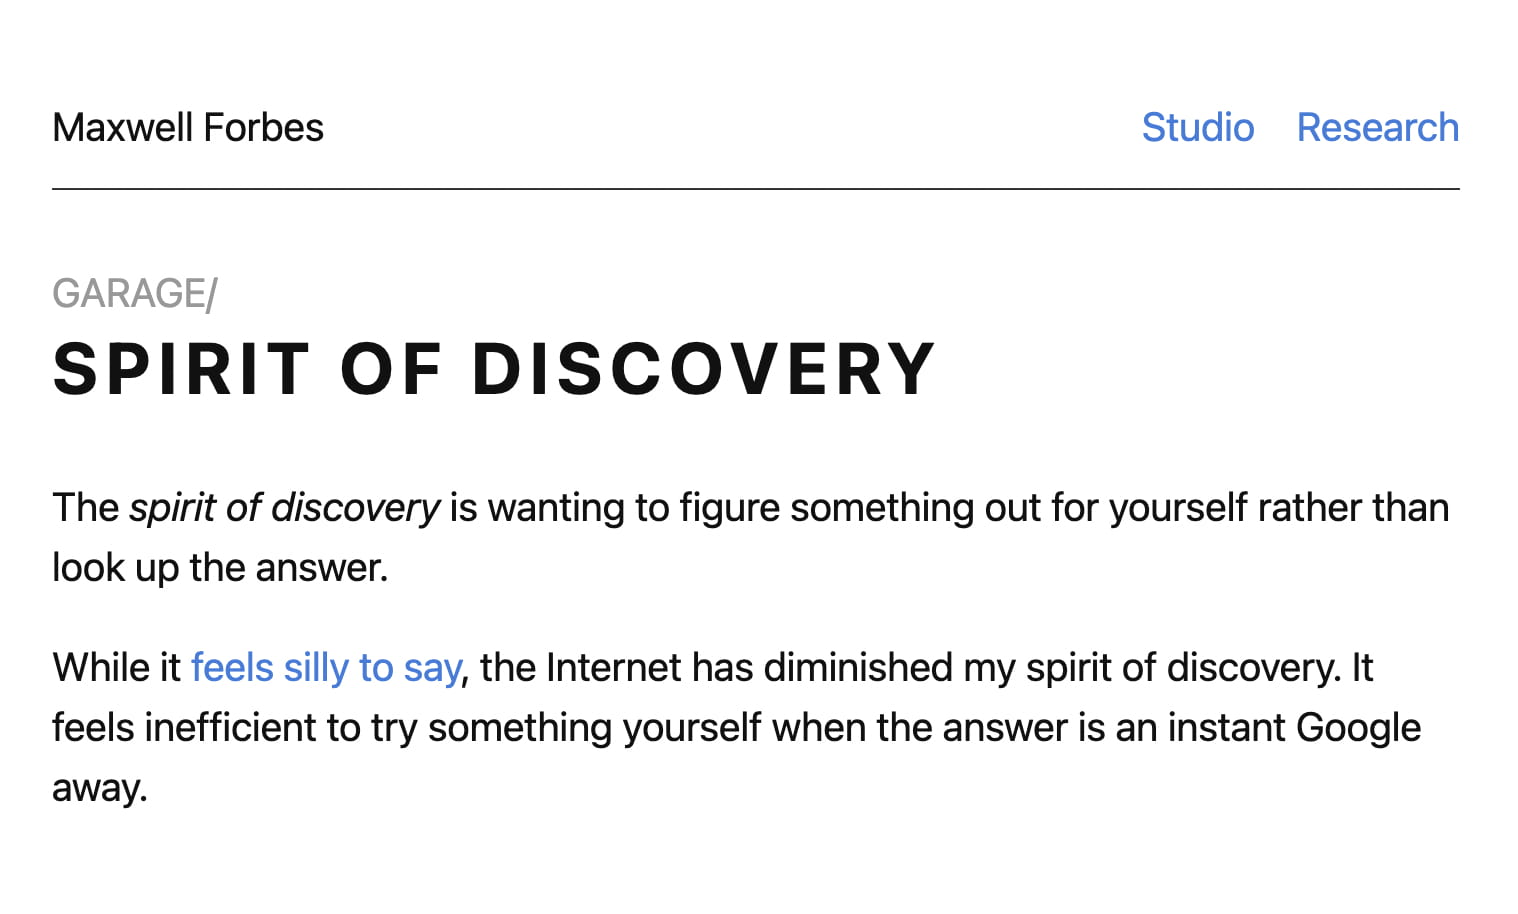 Maxwell Forbes
Studio Research
GARAGE/
SPIRIT OF DISCOVERY
The spirit of discovery is wanting to figure something out for yourself rather than
look up the answer.
While it feels silly to say, the Internet has diminished my spirit of discovery. It
feels inefficient to try something yourself when the answer is an instant Google
away.